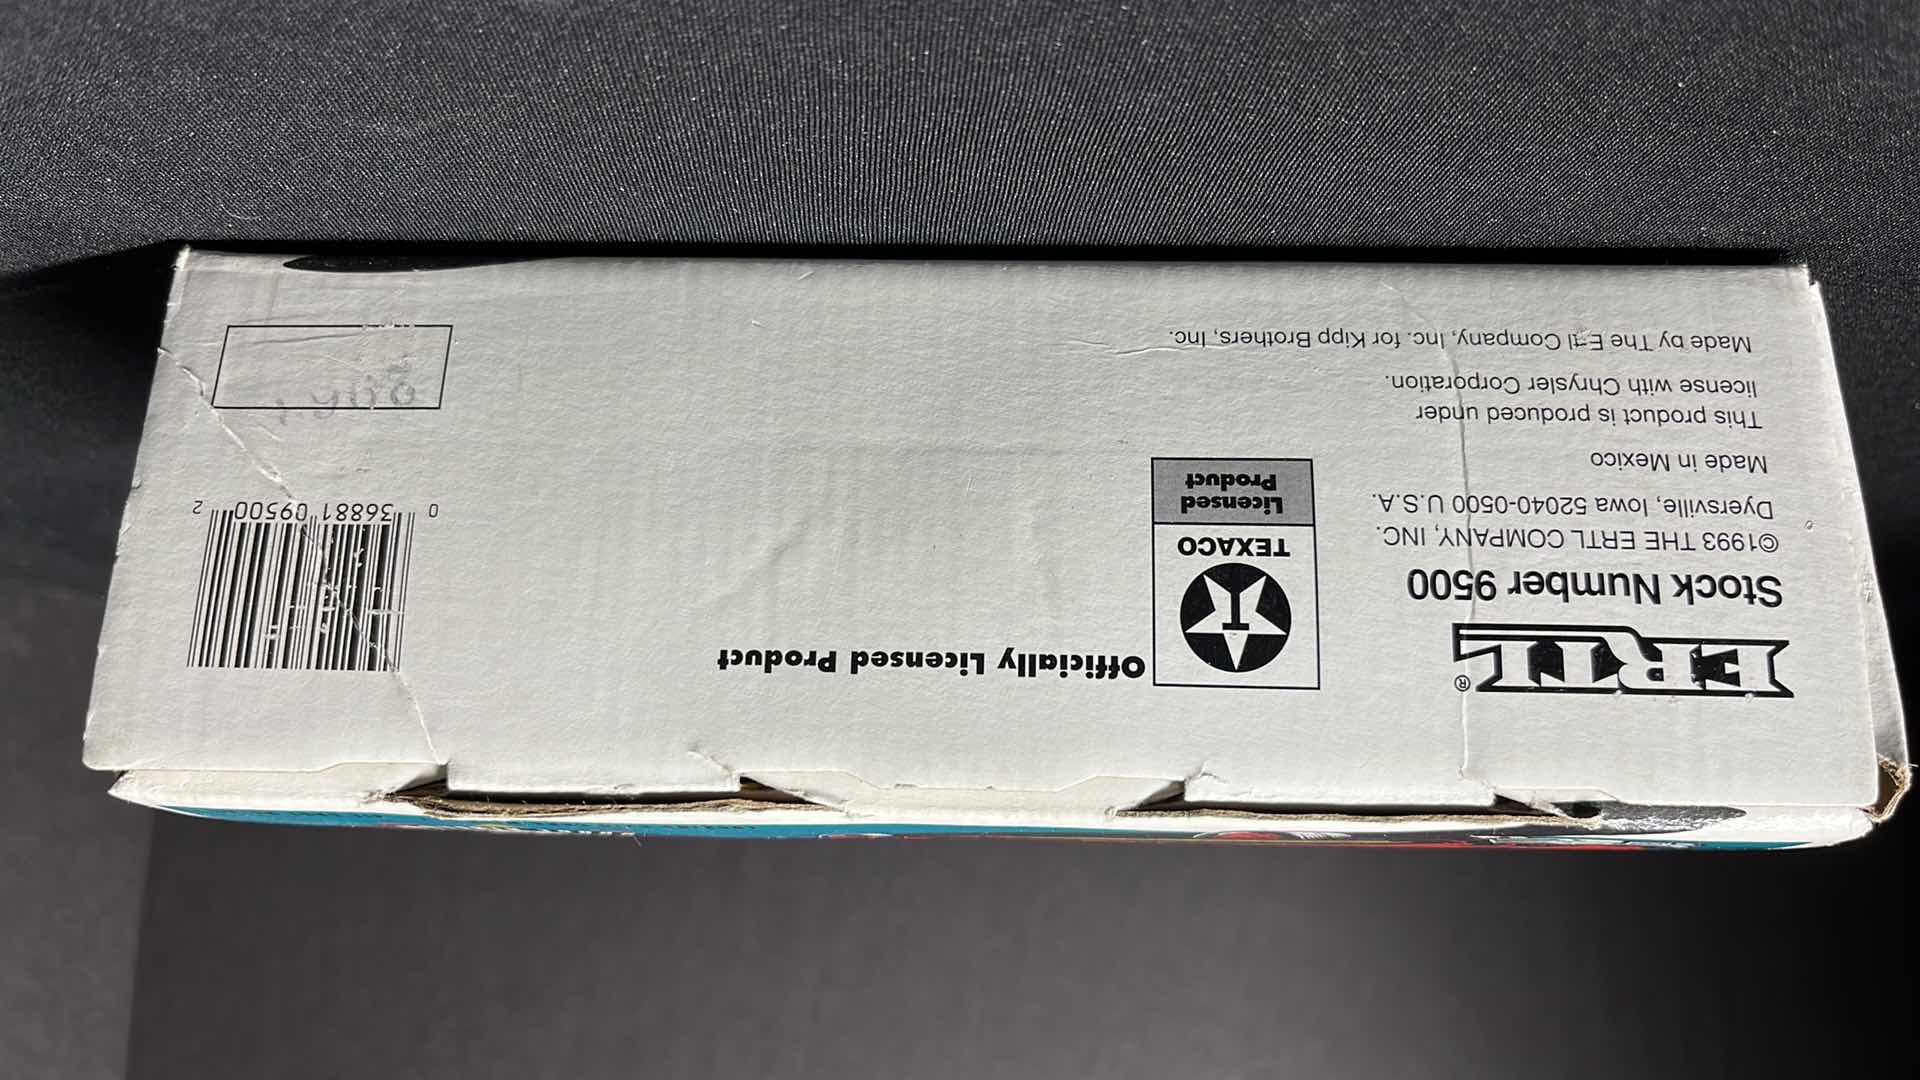 ERTL®
Stock Number 9500
©1993 THE ERTL COMPANY, INC.
Dyersville, Iowa 52040-0500 U.S.A.
Made in Mexico
This product is produced under
license with Chrysler Corporation.
Made by The Ertl Company, Inc. for Kipp Brothers, Inc.
Officially Licensed Product
T
TEXACO
Licensed
Product
0 36881 09500 2